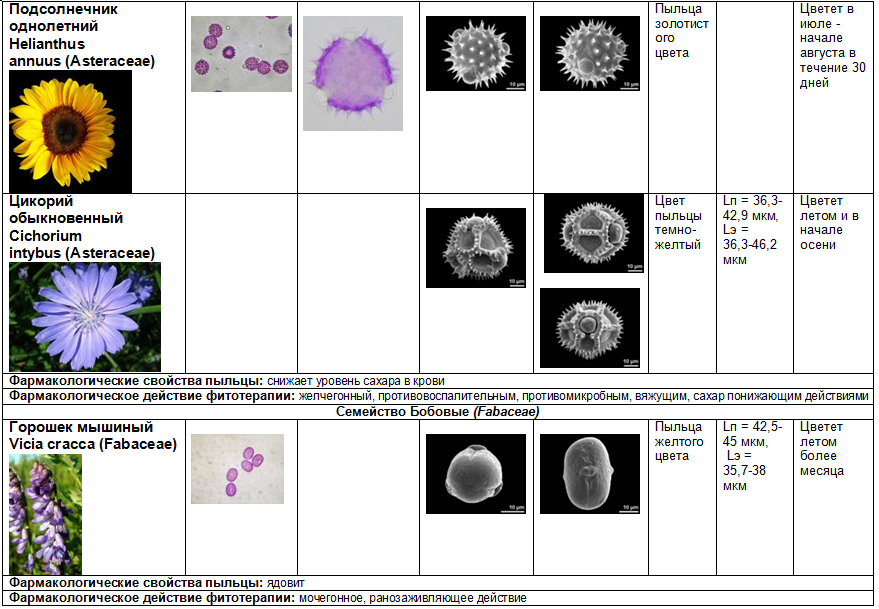 Подсолнечник
однолетний
Helianthus
annuus (Asteraceae)
10 µm
10 µm
Пыльца
золотист
ого
цвета
Цветет в
июле -
начале
августа в
течение 30
дней
Цикорий
обыкновенный
Cichorium
intybus (Asteraceae)
10 µm
10 µm
10 µm
Цвет
пыльцы
темно-
желтый
Lп = 36,3-
42,9 мкм,
Lэ =
36,3-46,2
мкм
Цветет
летом и в
начале
осени
Фармакологические свойства пыльцы: снижает уровень сахара в крови
Фармакологическое действие фитотерапии: желчегонный, противовоспалительным, противомикробным, вяжущим, сахар понижающим действиями
Семейство Бобовые (Fabaceae)
Горошек мышиный
Vicia cracca (Fabaceae)
10 µm
10 µm
Пыльца
желтого
цвета
Lп = 42,5-
45 мкм,
Lэ =
35,7-38
мкм
Цветет
летом
более
месяца
Фармакологические свойства пыльцы: ядовит
Фармакологическое действие фитотерапии: мочегонное, ранозаживляющее действие